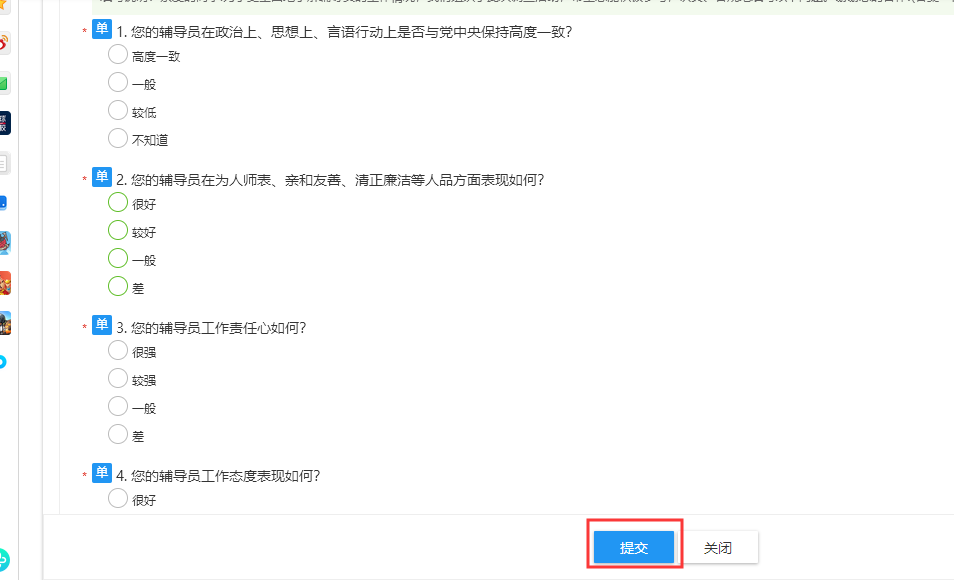 * 单 1. 您的辅导员在政治上、思想上、言语行动上是否与党中央保持高度一致？
高度一致
一般
较低
不知道
* 单 2. 您的辅导员在为人师表、亲和友善、清正廉洁等人品方面表现如何？
很好
较好
一般
差
* 单 3. 您的辅导员工作责任心如何？
很强
较强
一般
差
* 单 4. 您的辅导员工作态度表现如何？
很好
提交 关闭